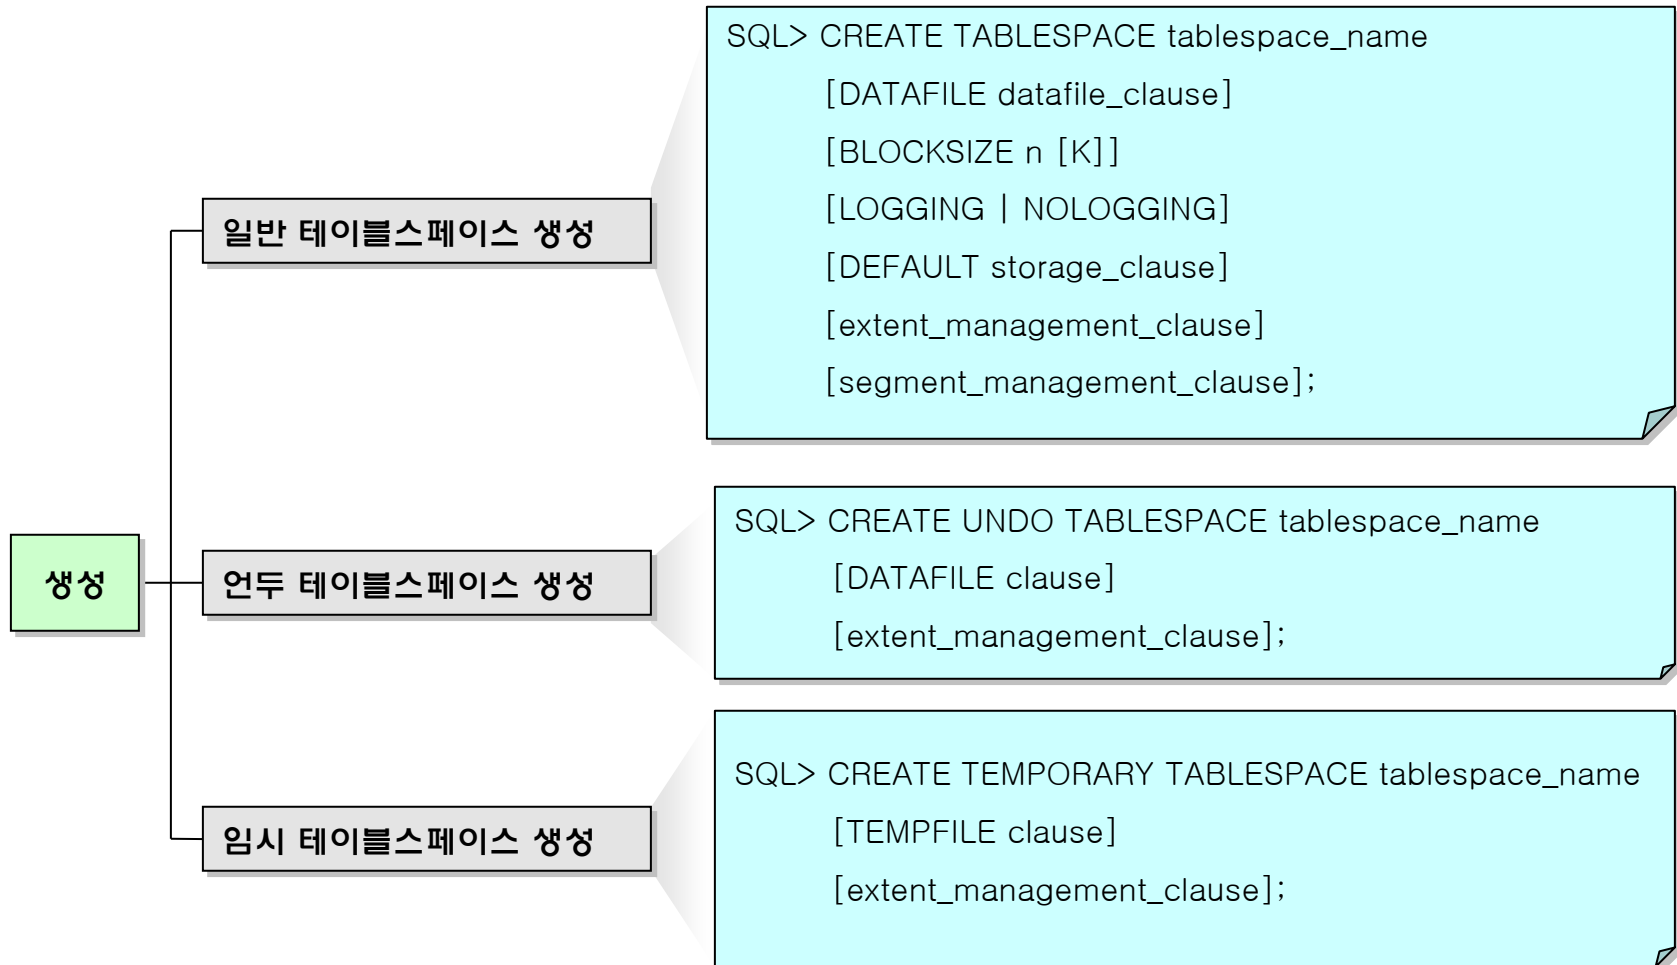 생성
일반 테이블스페이스 생성
SQL> CREATE TABLESPACE tablespace_name
[DATAFILE datafile_clause]
[BLOCKSIZE n [K]]
[LOGGING | NOLOGGING]
[DEFAULT storage_clause]
[extent_management_clause]
[segment_management_clause];
언두 테이블스페이스 생성
SQL> CREATE UNDO TABLESPACE tablespace_name
[DATAFILE clause]
[extent_management_clause];
임시 테이블스페이스 생성
SQL> CREATE TEMPORARY TABLESPACE tablespace_name
[TEMPFILE clause]
[extent_management_clause];